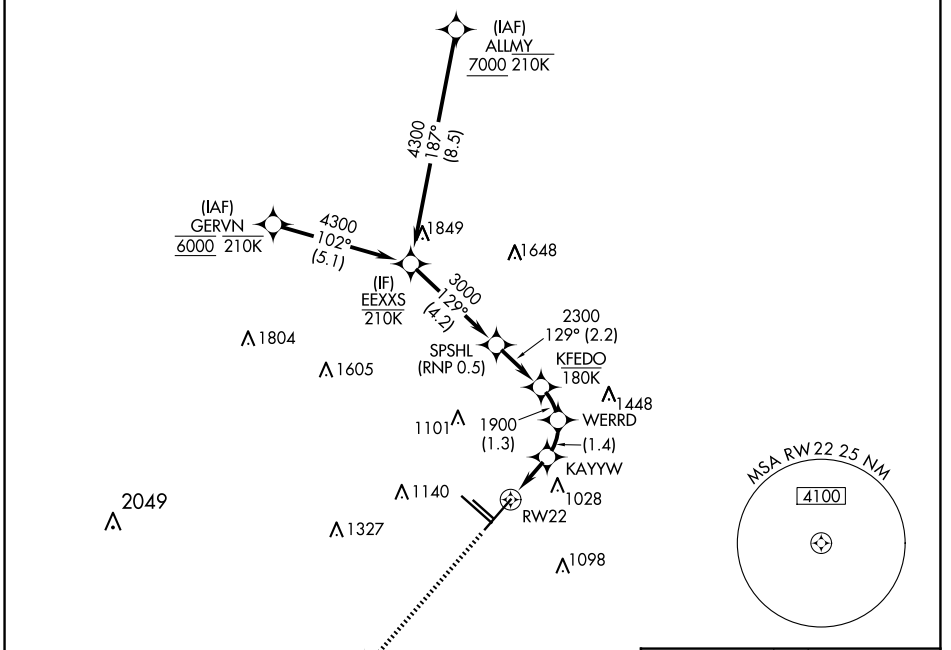 (IAF)
ALLMY
7000 210K
4300
187°
(8.5)
(IAF)
GERVN
6000 210K
4300
102°
(5.1)
1849
1648
(IF)
EEXXS
210K
3000
129°
(4.2)
1804
1605
SPSHL
(RNP 0.5)
2300
129° (2.2)
KFEDO
180K
1448
1101
1900
(1.3)
WERRD
(1.4)
KAYYW
1140
1028
2049
1327
RW22
1098
MSA RW22 25 NM
4100